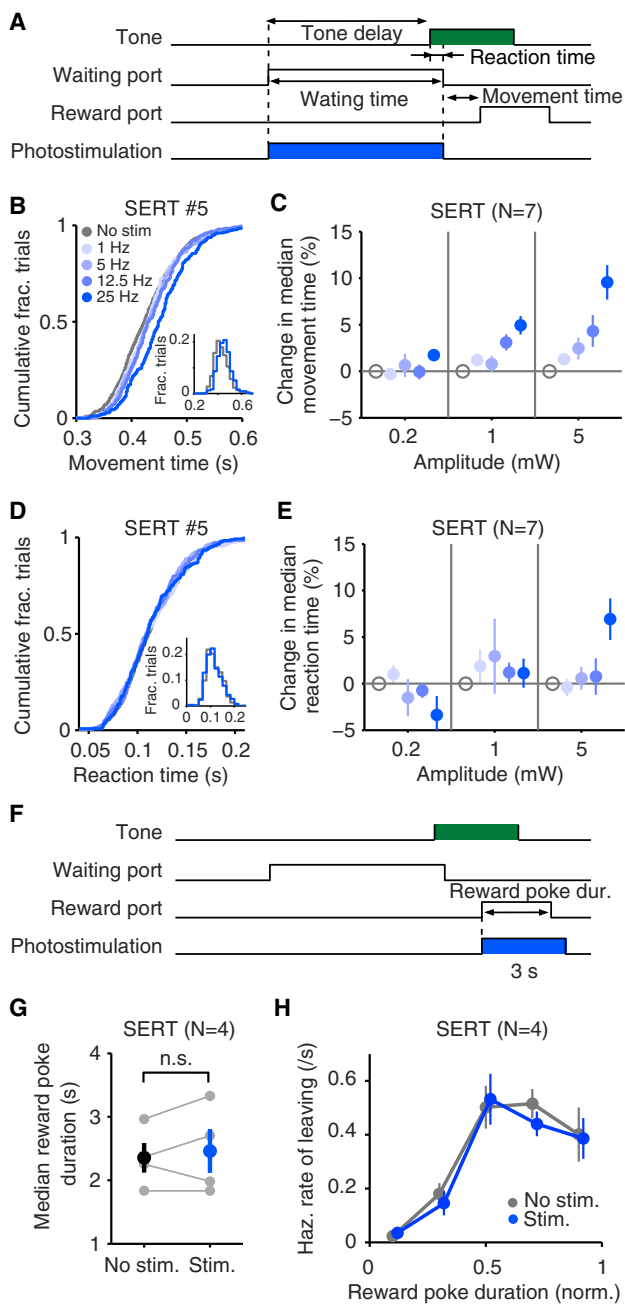 A
Tone
Tone delay
Reaction time
Waiting port
Wating time
Movement time
Reward port
Photostimulation
B
SERT #5
No stim
1 Hz
5 Hz
12.5 Hz
25 Hz
Cumulative frac. trials
1
0.5
0
0.3 0.4 0.5 0.6
Movement time (s)
Frac. trials
0.2
0
0.2 0.6
C
SERT (N=7)
Change in median
movement time (%)
15
10
5
0
−5
0.2 1 5
Amplitude (mW)
D
SERT #5
Cumulative frac. trials
1
0.5
0
0.05 0.1 0.15 0.2
Reaction time (s)
Frac. trials
0.2
0
0 0.1 0.2
E
SERT (N=7)
Change in median
reaction time (%)
15
10
5
0
−5
0.2 1 5
Amplitude (mW)
F
Tone
Waiting port
Reward poke dur.
Reward port
Photostimulation
3 s
G
SERT (N=4)
n.s.
Median reward poke
duration (s)
4
3
2
1
No stim. Stim.
H
SERT (N=4)
Haz. rate of leaving (/s)
0.6
0.4
0.2
0
No stim.
Stim.
0 0.5 1
Reward poke duration (norm.)